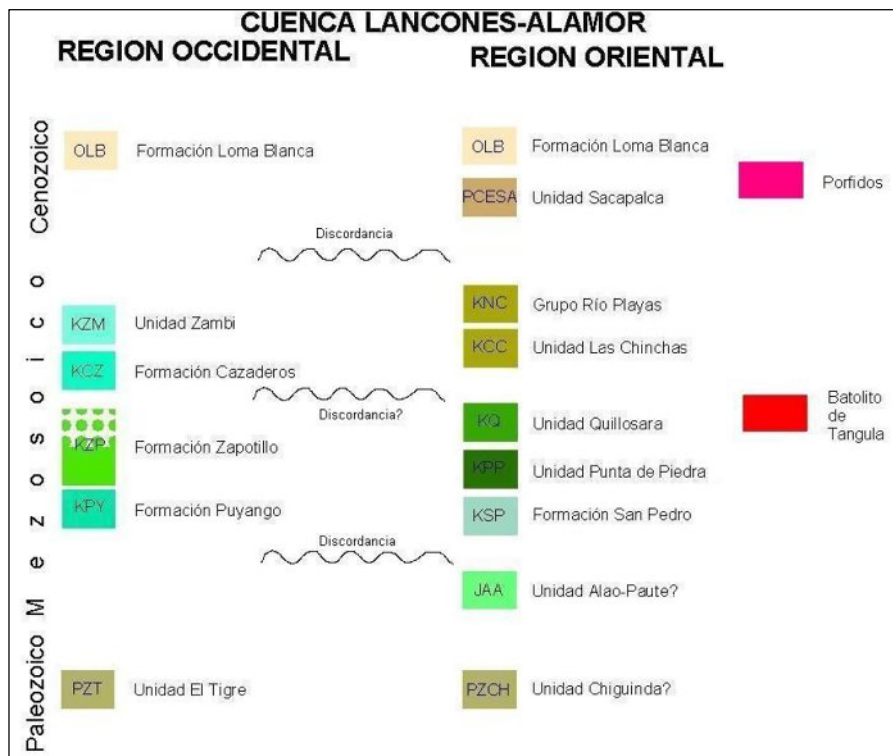 CUENCA LANCONES-ALAMOR
REGION OCCIDENTAL
REGION ORIENTAL
Cenozoico
OLB Formación Loma Blanca
OLB Formación Loma Blanca
PCESA Unidad Sacapalca
Porfidos
Discordancia
Mezosoico
KZM Unidad Zambi
KCZ Formación Cazaderos
KNC Grupo Río Playas
KCC Unidad Las Chinchas
Discordancia?
KZP Formación Zapotillo
KPY Formación Puyango
KQ Unidad Quillosara
KPP Unidad Punta de Piedra
KSP Formación San Pedro
Batolito
de
Tangula
Discordancia
JAA Unidad Alao-Paute?
Paleozoico
PZT Unidad El Tigre
PZCH Unidad Chiguinda?